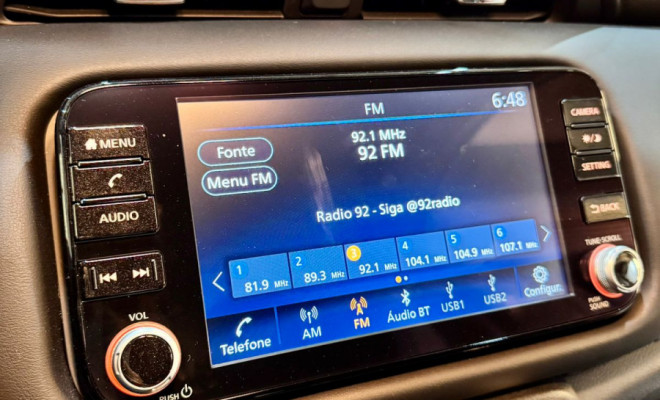 FM
6:48
92.1 MHz
92 FM
Fonte
Menu FM
Radio 92 - Siga @92radio
1
81.9 MHz
2
89.3 MHz
3
92.1 MHz
4
104.1 MHz
5
104.9 MHz
6
107.1 MHz
Telefone
AM
FM
Áudio BT
USB1
USB2
Configur.
MENU
AUDIO
VOL
PUSH
CAMERA
SETTING
BACK
TUNE·SCROLL
PUSH
SOUND